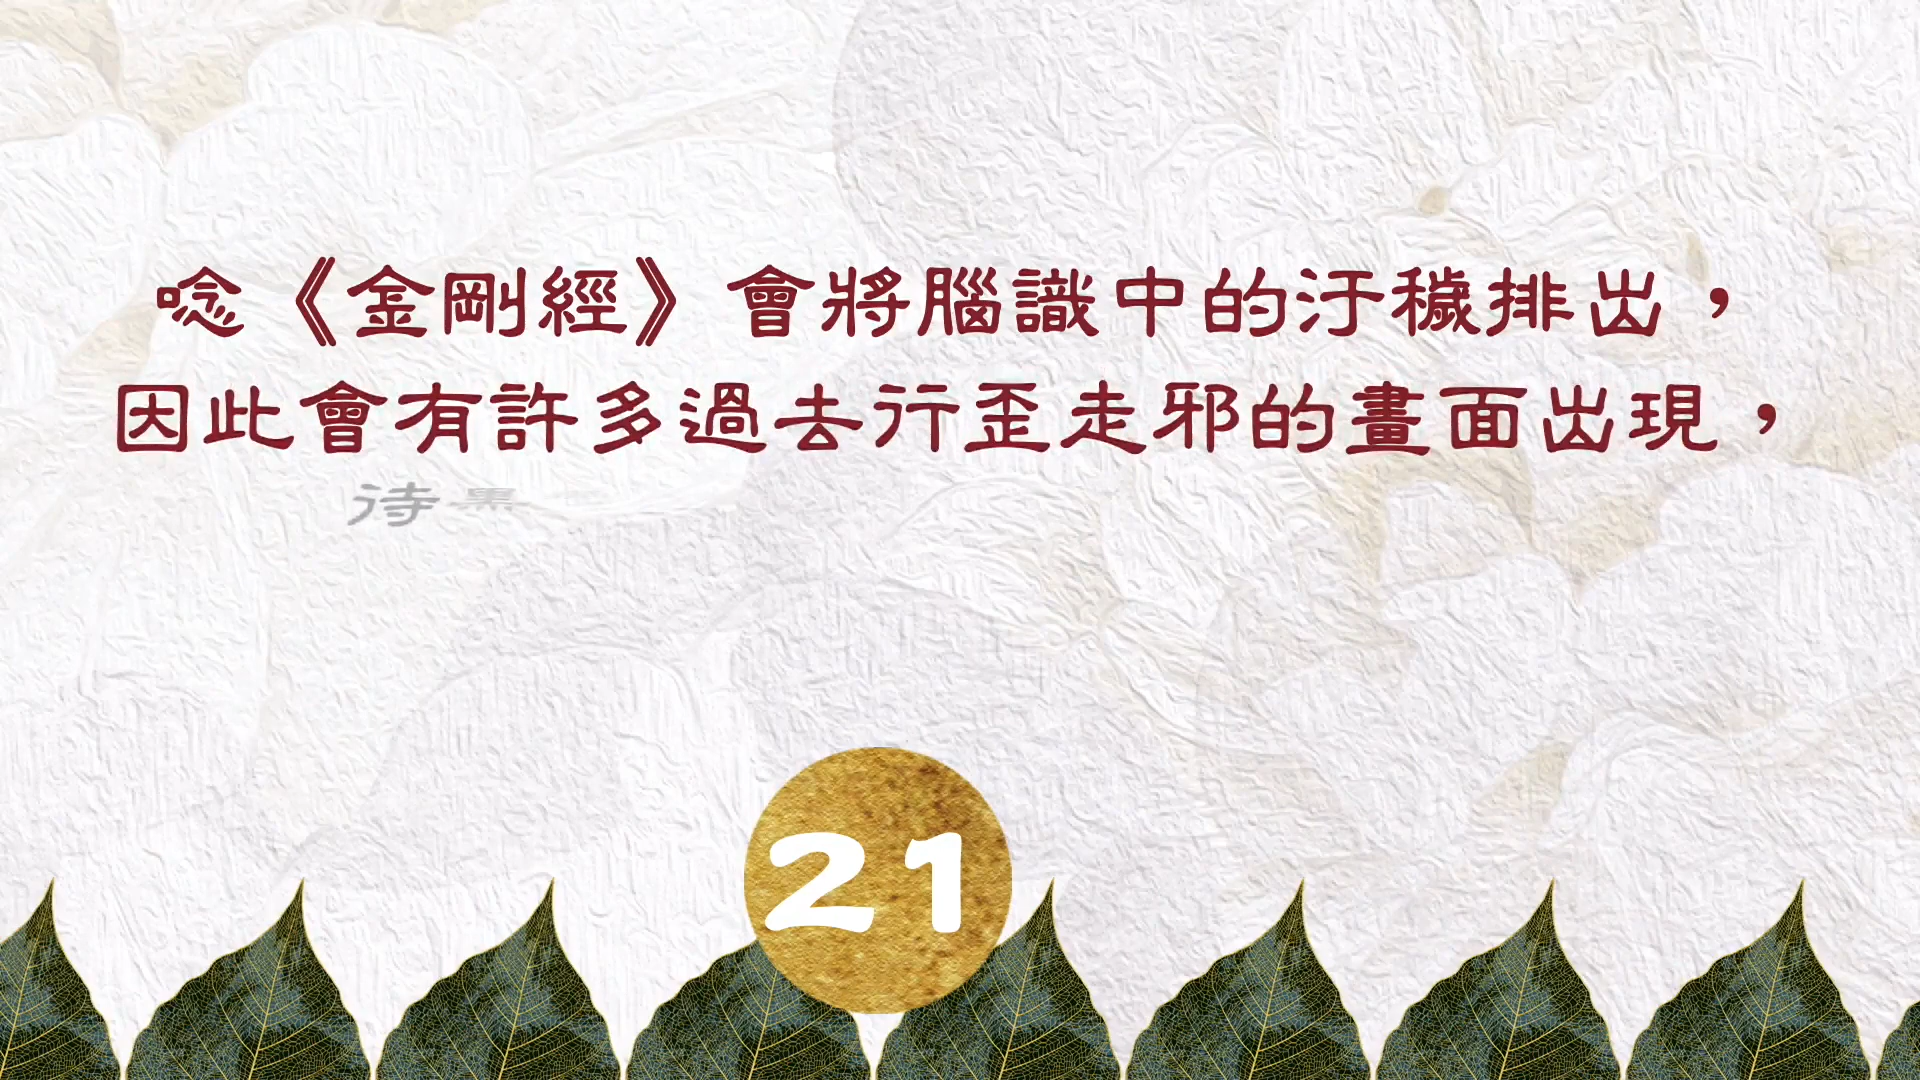 唸《金剛經》會將腦識中的汙穢排出，
因此會有許多過去行歪走邪的畫面出現，
待
21